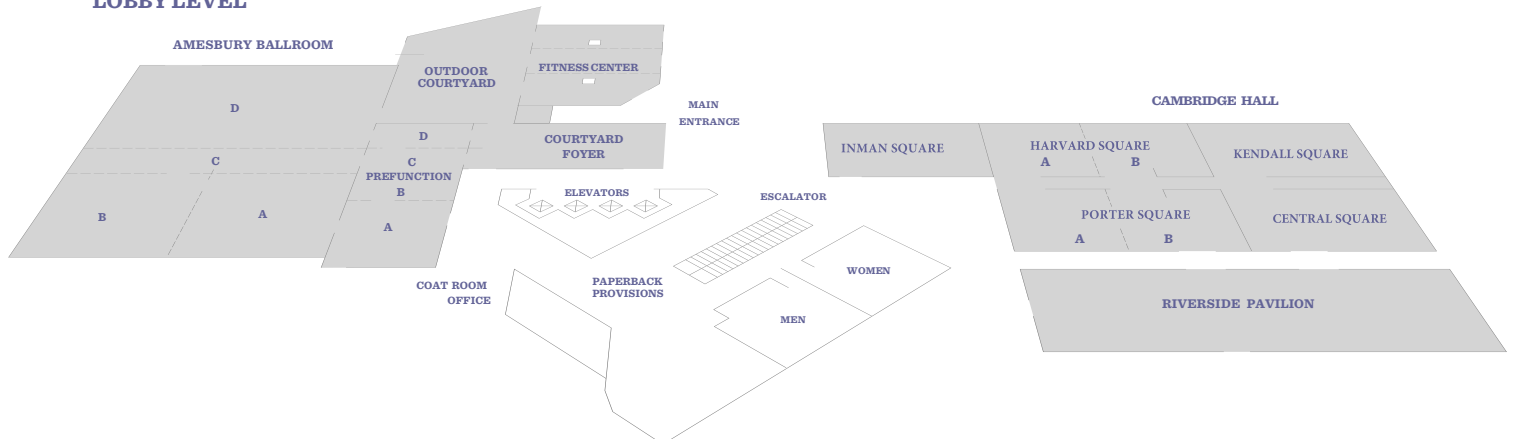 LOBBY LEVEL
AMESBURY BALLROOM
D
C
B
A
OUTDOOR
COURTYARD
FITNESS CENTER
D
C
PREFUNCTION
B
A
COURTYARD
FOYER
MAIN
ENTRANCE
ELEVATORS
ESCALATOR
COAT ROOM
OFFICE
PAPERBACK
PROVISIONS
WOMEN
MEN
CAMBRIDGE HALL
INMAN SQUARE
HARVARD SQUARE
A B
KENDALL SQUARE
PORTER SQUARE
A B
CENTRAL SQUARE
RIVERSIDE PAVILION